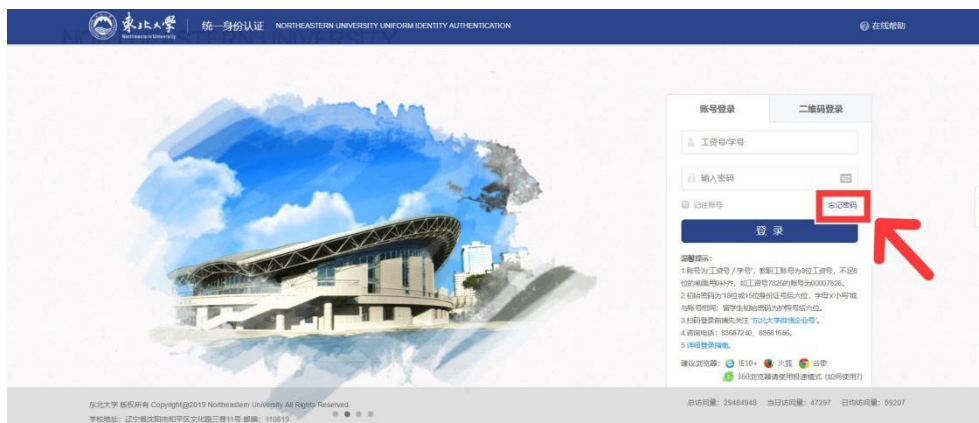 東北大學
Northeastern University
统一身份认证
NORTHEASTERN UNIVERSITY UNIFORM IDENTITY AUTHENTICATION
在线帮助
NORTHEASTERN UNIVERSITY
账号登录
二维码登录
工资号/学号
输入密码
记住账号
忘记密码
登 录
温馨提示:
1.账号为"工资号 / 学号", 教职工账号为8位工资号, 不足8
位的前面用0补齐, 如工资号7826的账号为00007826。
2.初始密码为"18位或15位身份证号后六位, 字母'x'小写"或
与账号相同; 留学生初始密码为护照号后六位。
3.扫码登录前请先关注 "东北大学微信企业号"。
4.咨询电话: 83687240, 83681656。
5.详细登录指南。
建议浏览器: IE10+ 火狐 谷歌
360浏览器请使用极速模式 (如何使用?)
东北大学 版权所有 Copyright@2019 Northeastern University All Rights Reserved.
学校地址: 辽宁省沈阳市和平区文化路三巷11号 邮编: 110819
总访问量: 29484948 当日访问量: 47297 日均访问量: 59207